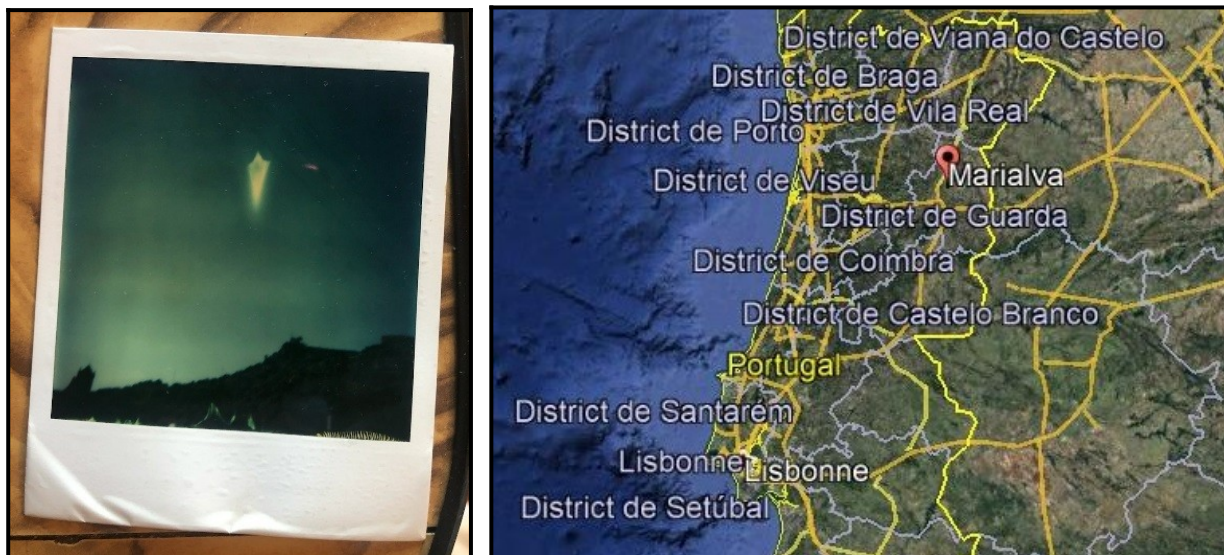 District de Viana do Castelo
District de Braga
District de Vila Real
District de Porto
Marialva
District de Viseu
District de Guarda
District de Coimbra
District de Castelo Branco
Portugal
District de Santarém
Lisbonne
Lisbonne
District de Setúbal